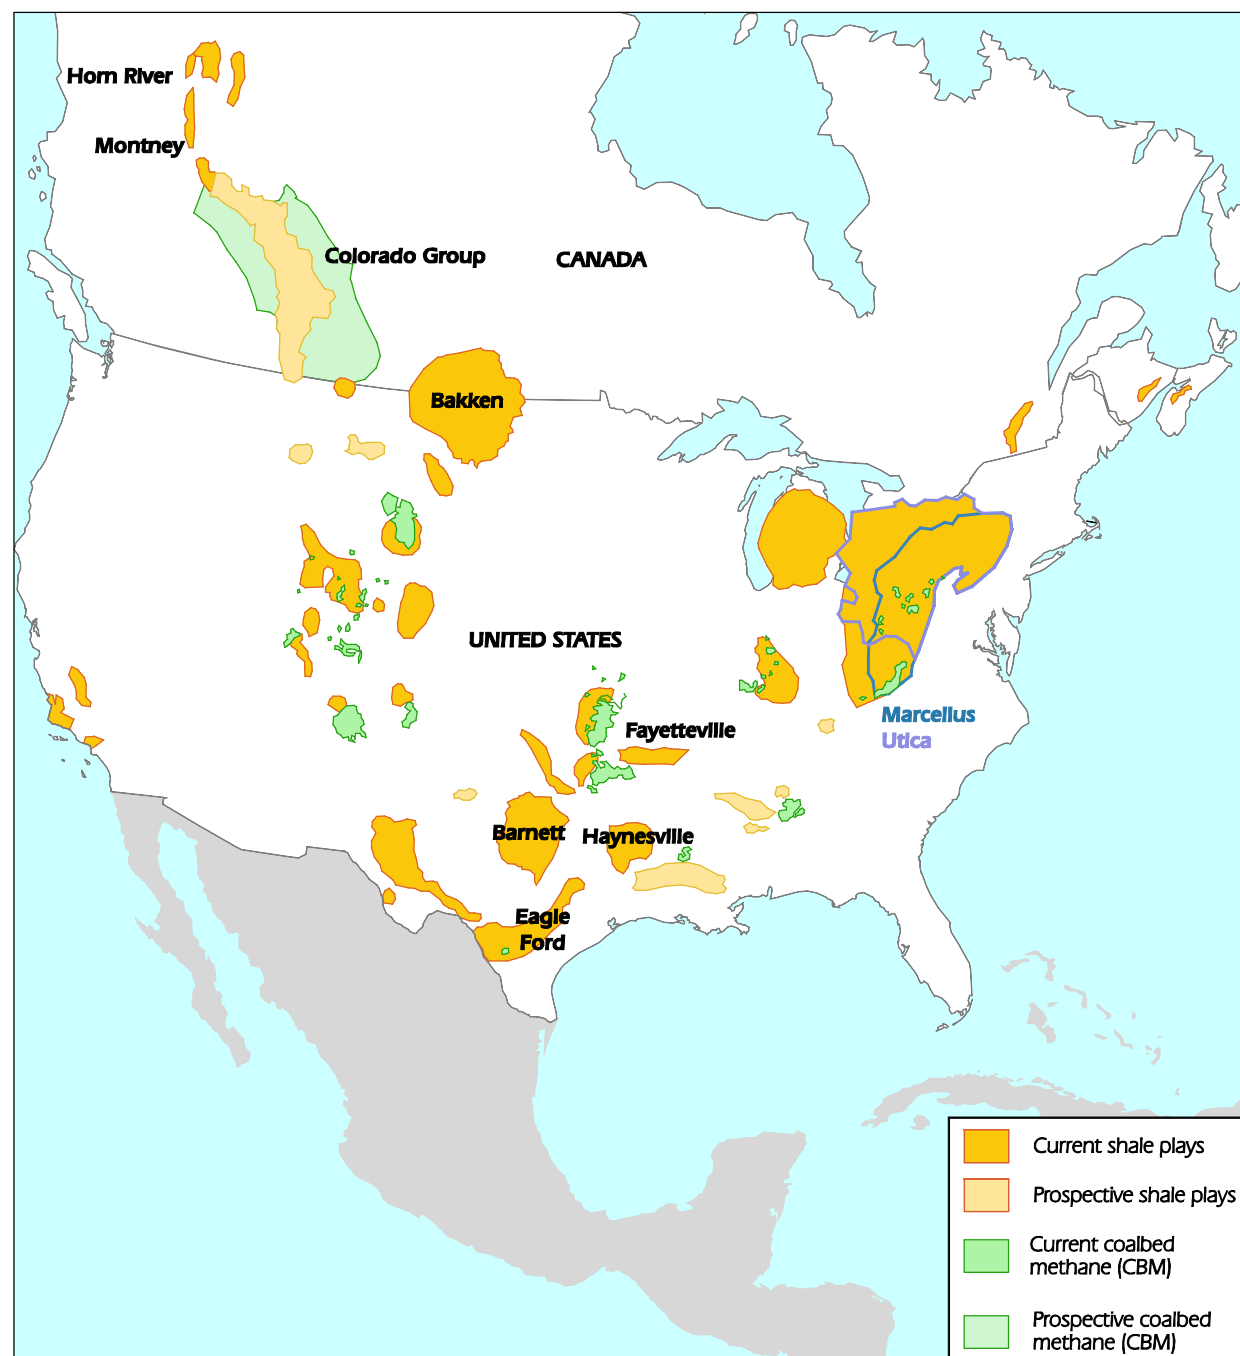 Horn River
Montney
Colorado Group
CANADA
Bakken
UNITED STATES
Marcellus
Utica
Fayetteville
Barnett
Haynesville
Eagle
Ford
Current shale plays
Prospective shale plays
Current coalbed
methane (CBM)
Prospective coalbed
methane (CBM)